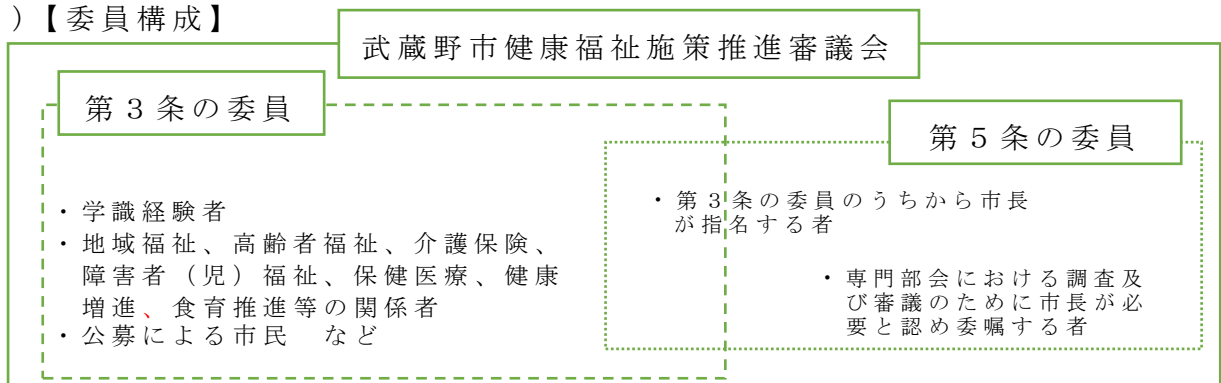 ）【委員構成】
武蔵野市健康福祉施策推進審議会
第３条の委員
第５条の委員
・学識経験者
・地域福祉、高齢者福祉、介護保険、
障害者（児）福祉、保健医療、健康
増進、食育推進等の関係者
・公募による市民　など
・第３条の委員のうちから市長
が指名する者
・専門部会における調査及
び審議のために市長が必
要と認め委嘱する者